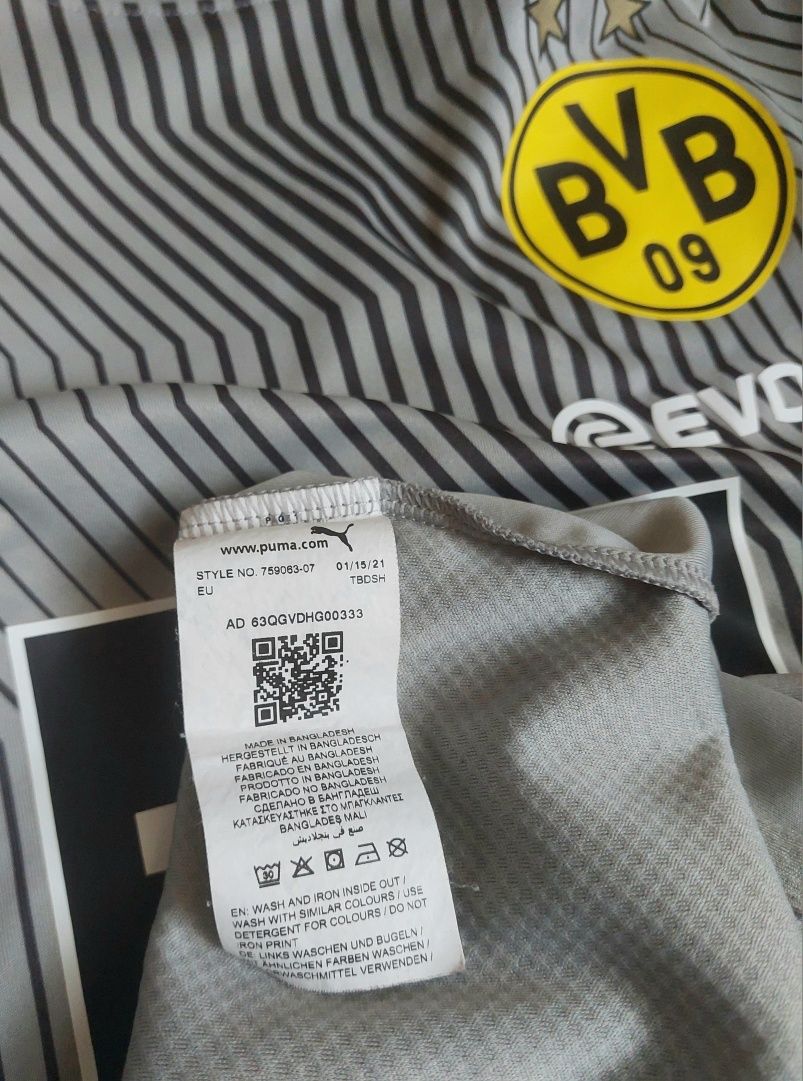 BVB
09
EVO
www.puma.com
STYLE NO. 759063-07 01/15/21
EU TBDSH
AD 63QGVDHG00333
MADE IN BANGLADESH
HERGESTELLT IN BANGLADESCH
FABRIQUÉ AU BANGLADESH
FABRICADO EN BANGLADESH
PRODOTTO IN BANGLADESH
FABRICADO NO BANGLADESH
СДЕЛАНО В БАНГЛАДЕШ
ΚΑΤΑΣΚΕΥΑΣΤΗΚΕ ΣΤΟ ΜΠΑΓΚΛΑΝΤΕΣ
BANGLADEŞ MALI
صنع في بنجلاديش
30
EN: WASH AND IRON INSIDE OUT /
WASH WITH SIMILAR COLOURS / USE
DETERGENT FOR COLOURS / DO NOT
IRON PRINT
DE: LINKS WASCHEN UND BÜGELN /
ÄHNLICHEN FARBEN WASCHEN /
WASCHMITTEL VERWENDEN /